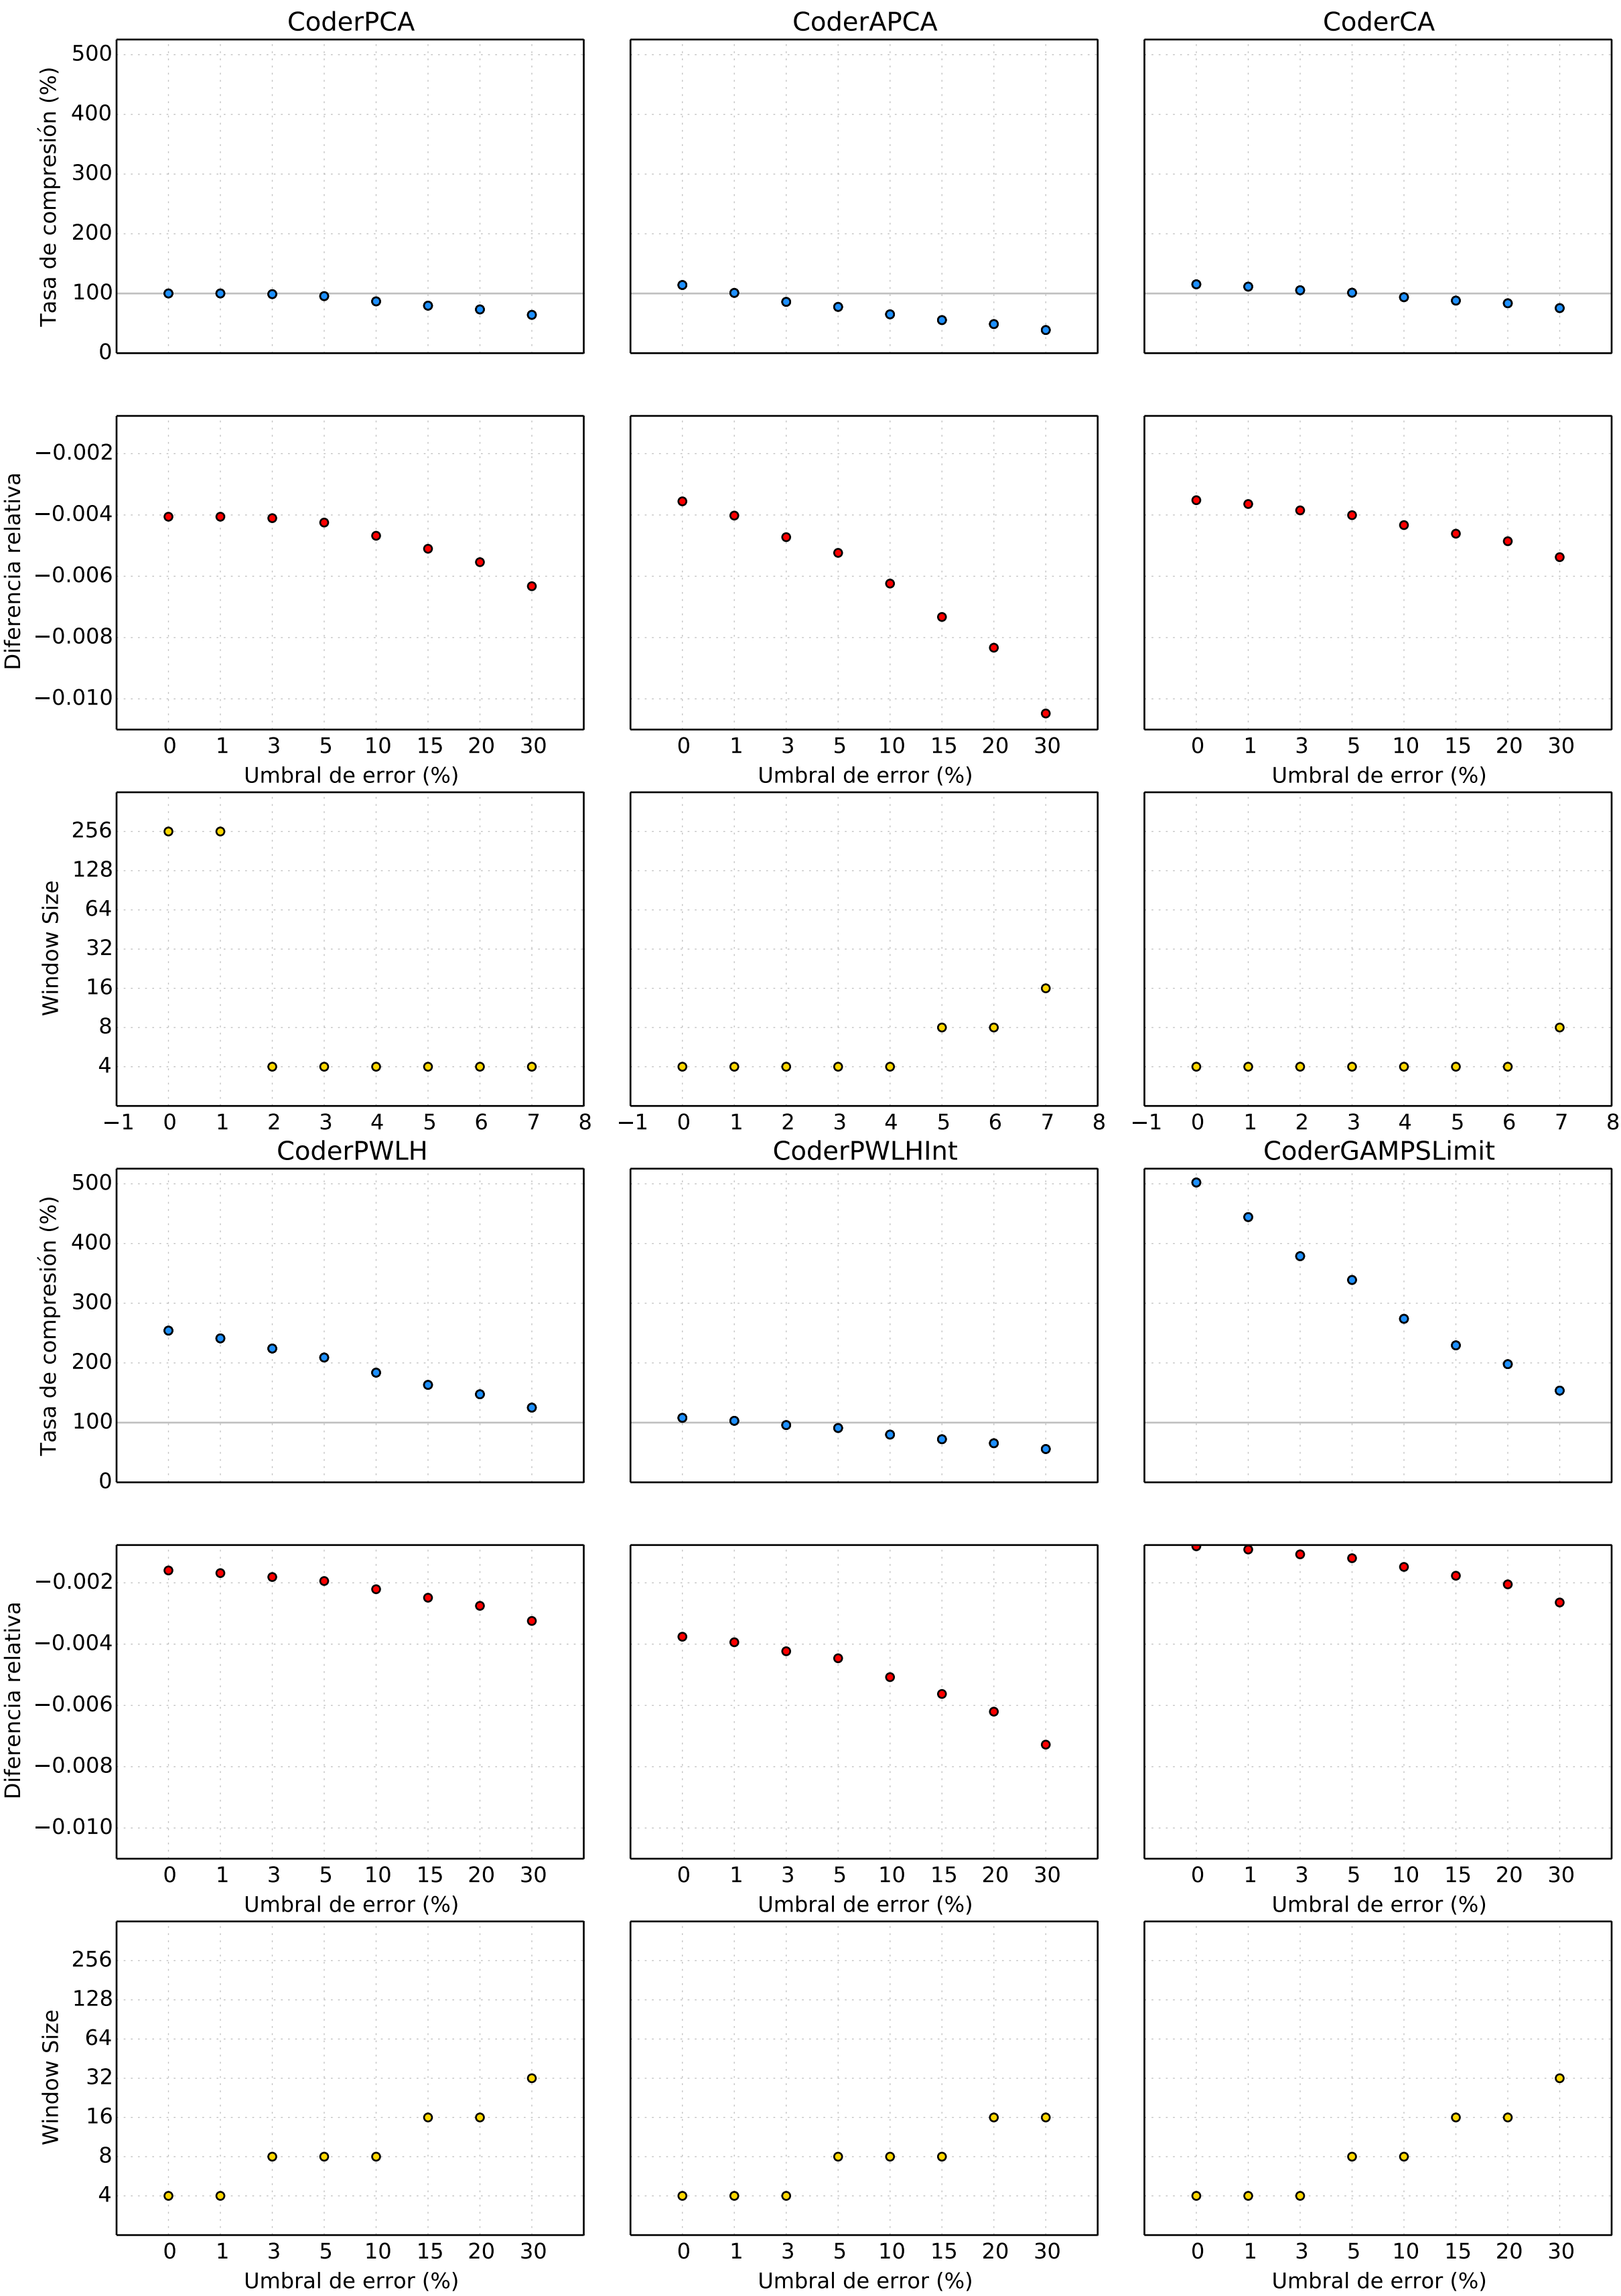 CoderPCA CoderAPCA CoderCA
Tasa de compresión (%)
500
400
300
200
100
0
Diferencia relativa
−0.002
−0.004
−0.006
−0.008
−0.010
0 1 3 5 10 15 20 30 0 1 3 5 10 15 20 30 0 1 3 5 10 15 20 30
Umbral de error (%) Umbral de error (%) Umbral de error (%)
Window Size
256
128
64
32
16
8
4
−1 0 1 2 3 4 5 6 7 8 −1 0 1 2 3 4 5 6 7 8 −1 0 1 2 3 4 5 6 7 8
CoderPWLH CoderPWLHInt CoderGAMPSLimit
Tasa de compresión (%)
500
400
300
200
100
0
Diferencia relativa
−0.002
−0.004
−0.006
−0.008
−0.010
0 1 3 5 10 15 20 30 0 1 3 5 10 15 20 30 0 1 3 5 10 15 20 30
Umbral de error (%) Umbral de error (%) Umbral de error (%)
Window Size
256
128
64
32
16
8
4
0 1 3 5 10 15 20 30 0 1 3 5 10 15 20 30 0 1 3 5 10 15 20 30
Umbral de error (%) Umbral de error (%) Umbral de error (%)